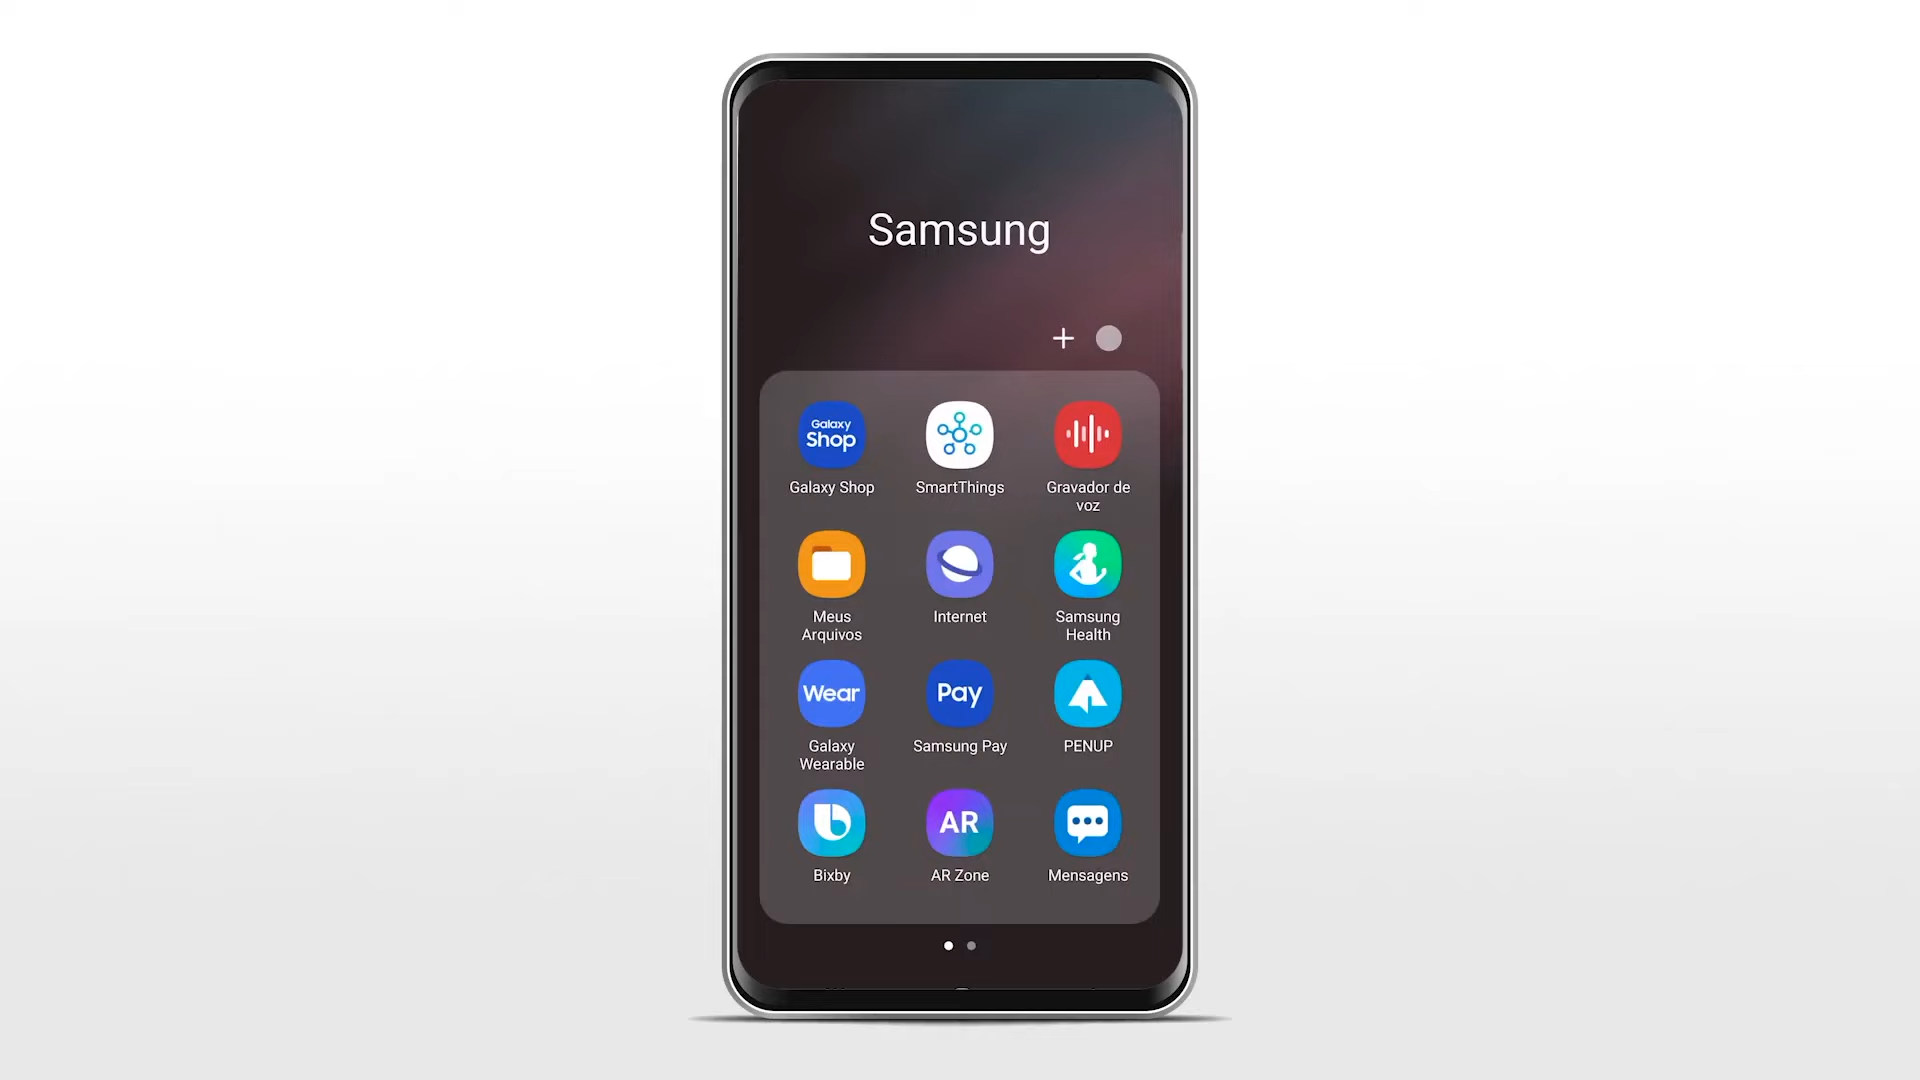 Samsung
+
Galaxy
Shop
Galaxy Shop
SmartThings
Gravador de
voz
Meus
Arquivos
Internet
Samsung
Health
Wear
Galaxy
Wearable
Pay
Samsung Pay
PENUP
Bixby
AR
AR Zone
Mensagens